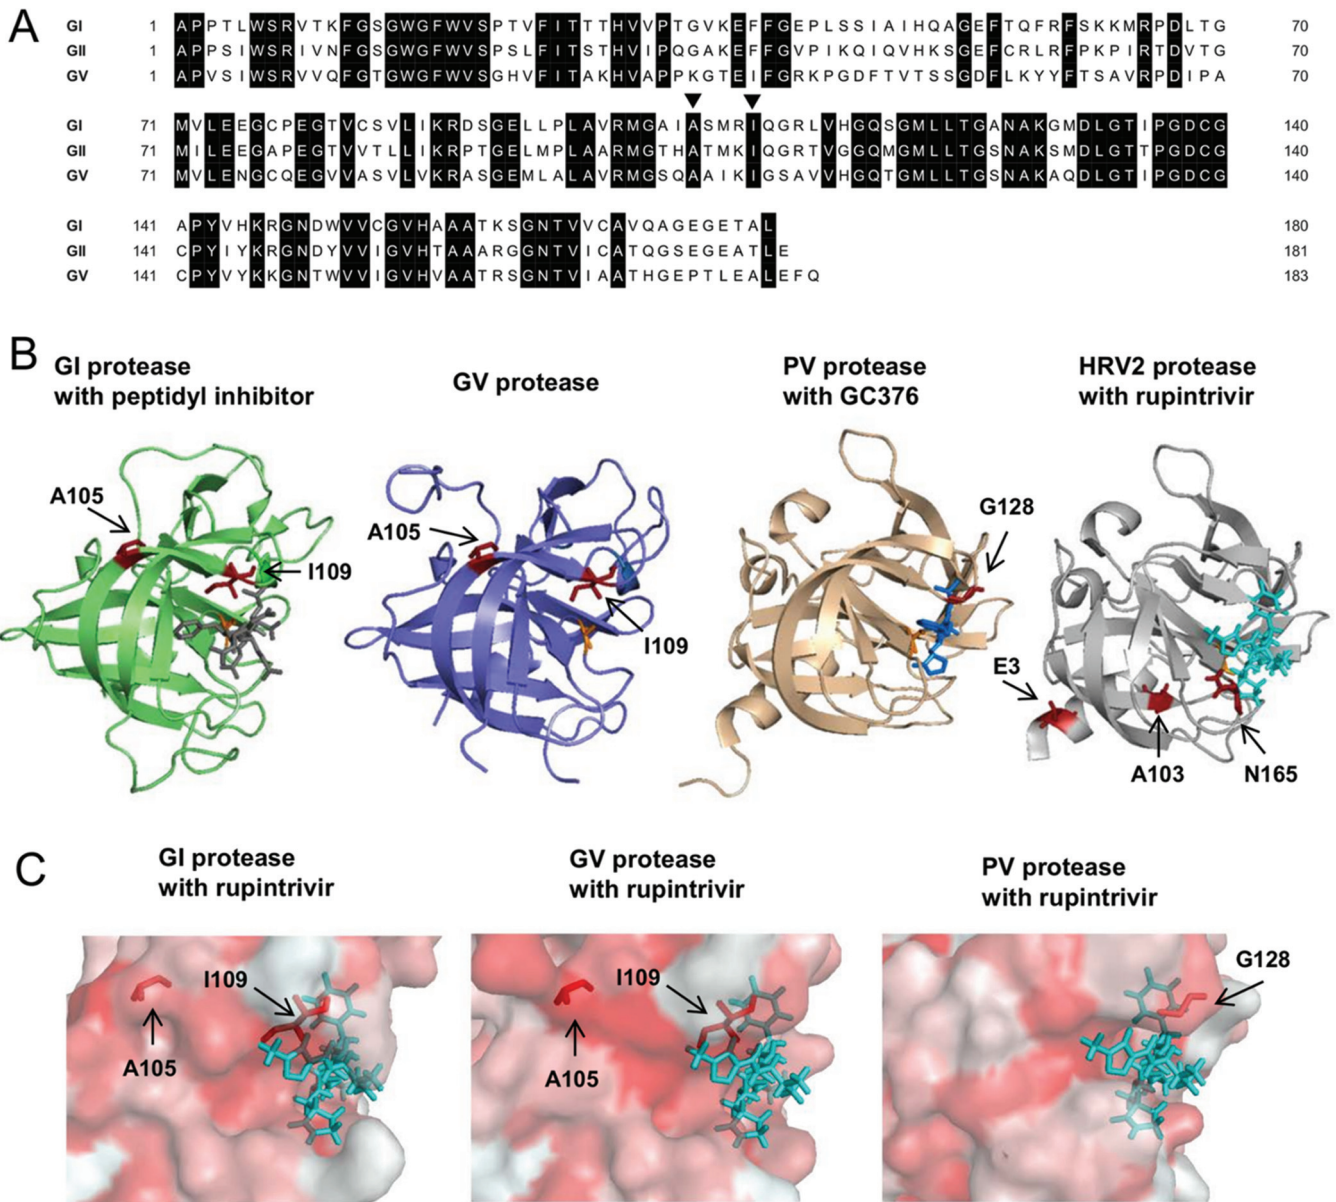 A
GI 1 APPTLWSRVTKFGSGWGFWVSPTVFITTTHVVPTGVKEFFGEPLSSIAIHQAGEFTQFRFSKKMRPDLTG 70
GII 1 APPSIWSRIVNFGSGWGFWVSPSLFITSTHVIPQGAKEFFGVPIKQIQVHKSGEFCRLRFPKPIRTDVTG 70
GV 1 APVSIWSRVVQFGTGWGFWVSGHVFITAKHVAPPKGTEIFGRKPGDFTVTSSGDFLKYYFTSAVRPDIPA 70
GI 71 MVLEEGCPEGTVCSVLIKRDSGELLPLAVRMGAIASMRIQGRLVHGQSGMLLTGANAKGMDLGTIPGDCG 140
GII 71 MILEEGAPEGTVVTLLIKRPTGELMPLAARMGTHATMKIQGRTVGGQMGMLLTGSNAKSMDLGTTPGDCG 140
GV 71 MVLENGCQEGVVASVLVKRASGEMLALAVRMGSQAAIKIGSAVVHGQTGMLLTGSNAKAQDLGTIPGDCG 140
GI 141 APYVHKRGNDWVVCGVHAAATKSGNTVVCAVQAGEGETAL 180
GII 141 CPYIYKRGNDYVVIGVHTAAARGGNTVICATQGSEGEATLE 181
GV 141 CPYVYKKGNTWVVIGVHVAATRSGNTVIAATHGEPTLEALEFQ 183
B
GI protease
with peptidyl inhibitor
GV protease
PV protease
with GC376
HRV2 protease
with rupintrivir
A105
I109
A105
I109
G128
E3
A103
N165
C
GI protease
with rupintrivir
GV protease
with rupintrivir
PV protease
with rupintrivir
I109
A105
I109
A105
G128